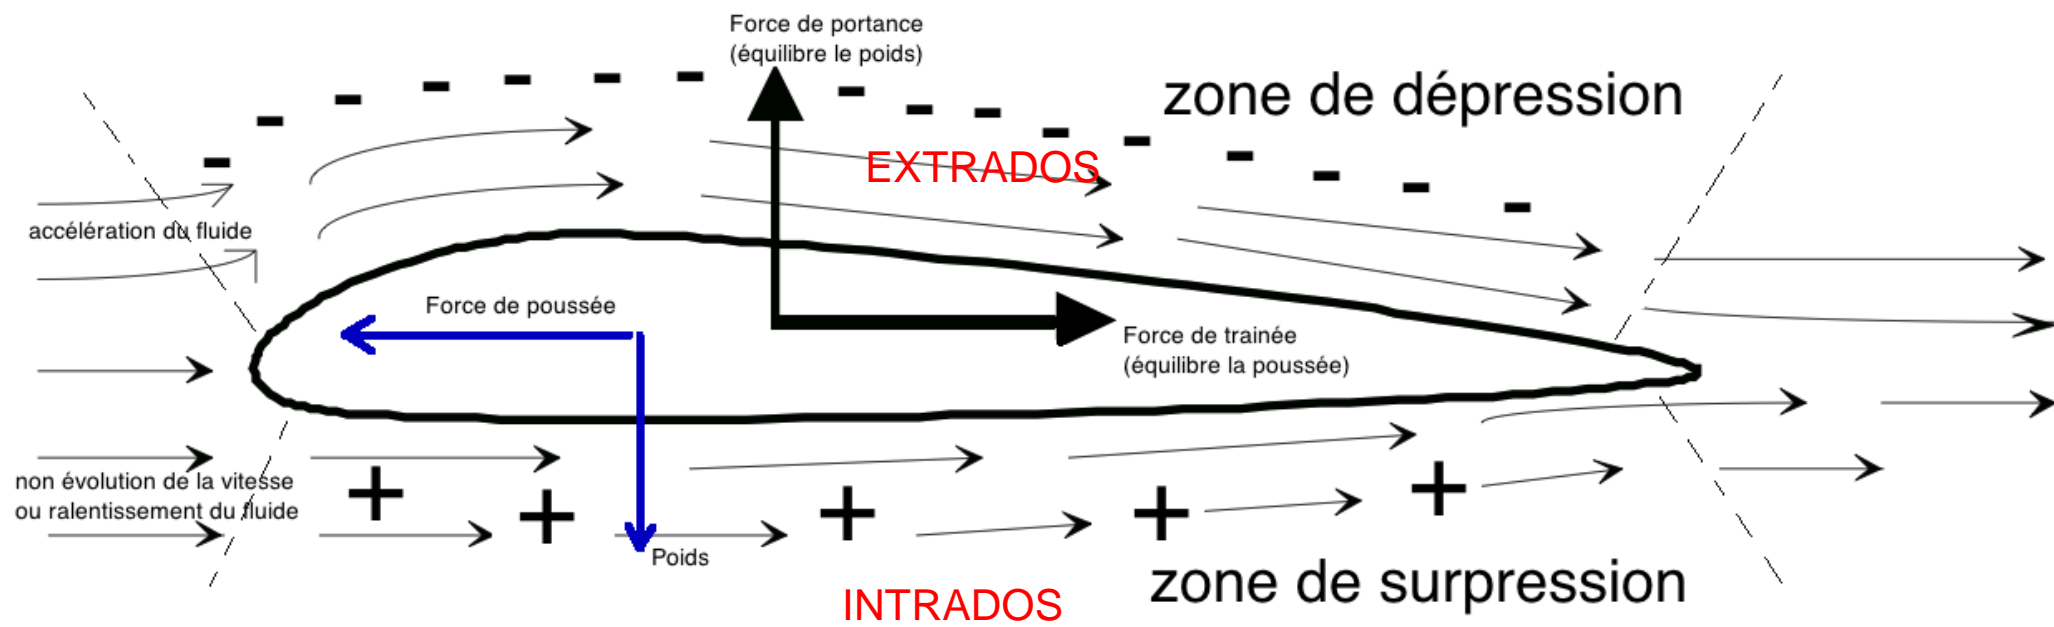 Force de portance
(équilibre le poids)
zone de dépression
EXTRADOS
accélération du fluide
Force de poussée
Force de trainée
(équilibre la poussée)
non évolution de la vitesse
ou ralentissement du fluide
Poids
zone de surpression
INTRADOS